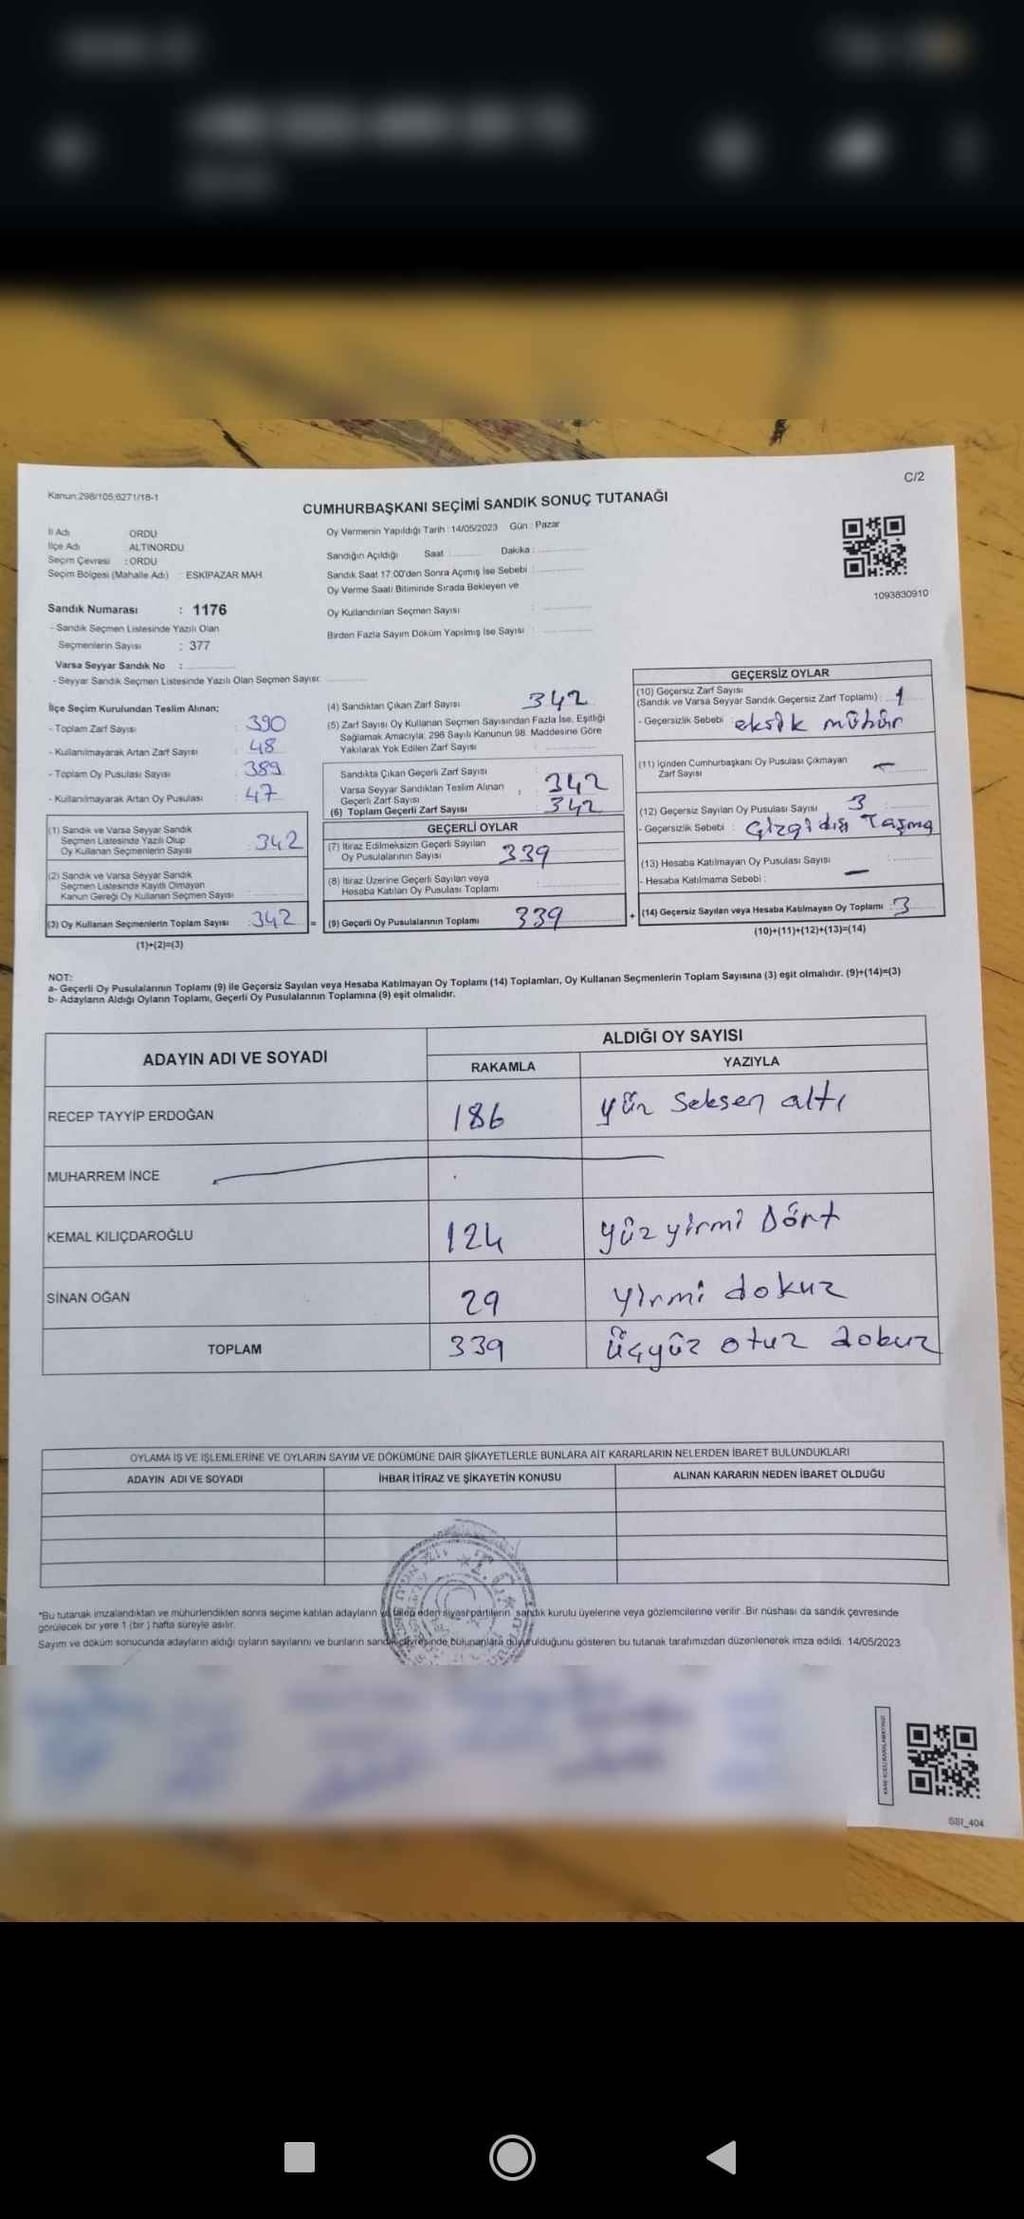 Kanun:298/105;6271/18-1
C/2
CUMHURBAŞKANI SEÇİMİ SANDIK SONUÇ TUTANAĞI
İl Adı ORDU
İlçe Adı ALTINORDU
Seçim Çevresi : ORDU
Seçim Bölgesi (Mahalle Adı) : ESKİPAZAR MAH.
Sandık Numarası : 1176
- Sandık Seçmen Listesinde Yazılı Olan
Seçmenlerin Sayısı : 377
Varsa Seyyar Sandık No :
- Seyyar Sandık Seçmen Listesinde Yazılı Olan Seçmen Sayısı:
Oy Vermenin Yapıldığı Tarih : 14/05/2023 Gün : Pazar
Sandığın Açıldığı Saat Dakika :
Sandık Saat 17:00'den Sonra Açımış İse Sebebi :
Oy Verme Saati Bitiminde Sırada Bekleyen ve
Oy Kullandırılan Seçmen Sayısı :
Birden Fazla Sayım Döküm Yapılmış İse Sayısı :
1093830910
İlçe Seçim Kurulundan Teslim Alınan;
- Toplam Zarf Sayısı : 390
- Kullanılmayarak Artan Zarf Sayısı : 48
- Toplam Oy Pusulası Sayısı : 389
- Kullanılmayarak Artan Oy Pusulası : 47
(1) Sandık ve Varsa Seyyar Sandık
Seçmen Listesinde Yazılı Olup
Oy Kullanan Seçmenlerin Sayısı : 342
(2) Sandık ve Varsa Seyyar Sandık
Seçmen Listesinde Kayıtlı Olmayan
Kanun Gereği Oy Kullanan Seçmen Sayısı :
(3) Oy Kullanan Seçmenlerin Toplam Sayısı : 342 =
(1)+(2)=(3)
(4) Sandıktan Çıkan Zarf Sayısı : 342
(5) Zarf Sayısı Oy Kullanan Seçmen Sayısından Fazla İse, Eşitliği
Sağlamak Amacıyla; 298 Sayılı Kanunun 98. Maddesine Göre
Yakılarak Yok Edilen Zarf Sayısı :
Sandıkta Çıkan Geçerli Zarf Sayısı
Varsa Seyyar Sandıktan Teslim Alınan : 342
Geçerli Zarf Sayısı
(6) Toplam Geçerli Zarf Sayısı 342
GEÇERLİ OYLAR
(7) İtiraz Edilmeksizin Geçerli Sayılan
Oy Pusulalarının Sayısı : 339
(8) İtiraz Üzerine Geçerli Sayılan veya
Hesaba Katılan Oy Pusulası Toplamı :
(9) Geçerli Oy Pusulalarının Toplamı 339 +
GEÇERSİZ OYLAR
(10) Geçersiz Zarf Sayısı
(Sandık ve Varsa Seyyar Sandık Geçersiz Zarf Toplamı) : 1
- Geçersizlik Sebebi : eksik mühür
(11) İçinden Cumhurbaşkanı Oy Pusulası Çıkmayan
Zarf Sayısı : -
(12) Geçersiz Sayılan Oy Pusulası Sayısı : 3
- Geçersizlik Sebebi : Çizgi dışı Taşma
(13) Hesaba Katılmayan Oy Pusulası Sayısı :
- Hesaba Katılmama Sebebi : -
(14) Geçersiz Sayılan veya Hesaba Katılmayan Oy Toplamı : 3
(10)+(11)+(12)+(13)=(14)
NOT:
a- Geçerli Oy Pusulalarının Toplamı (9) ile Geçersiz Sayılan veya Hesaba Katılmayan Oy Toplamı (14) Toplamları, Oy Kullanan Seçmenlerin Toplam Sayısına (3) eşit olmalıdır. (9)+(14)=(3)
b- Adayların Aldığı Oyların Toplamı, Geçerli Oy Pusulalarının Toplamına (9) eşit olmalıdır.
ADAYIN ADI VE SOYADI
ALDIĞI OY SAYISI
RAKAMLA YAZIYLA
RECEP TAYYİP ERDOĞAN 186 yüz seksen altı
MUHARREM İNCE
KEMAL KILIÇDAROĞLU 124 yüz yirmi Dört
SİNAN OĞAN 29 yirmi dokuz
TOPLAM 339 üçyüz otuz dokuz
OYLAMA İŞ VE İŞLEMLERİNE VE OYLARIN SAYIM VE DÖKÜMÜNE DAİR ŞİKAYETLERLE BUNLARA AİT KARARLARIN NELERDEN İBARET BULUNDUKLARI
ADAYIN ADI VE SOYADI İHBAR İTİRAZ VE ŞİKAYETİN KONUSU ALINAN KARARIN NEDEN İBARET OLDUĞU
"Bu tutanak imzalandıktan ve mühürlendikten sonra seçime katılan adayların ve talep eden siyasi partilerin sandık kurulu üyelerine veya gözlemcilerine verilir. Bir nüshası da sandık çevresinde
görülecek bir yere 1 (bir ) hafta süreyle asılır.
Sayım ve döküm sonucunda adayların aldığı oyların sayılarını ve bunların sandık çevresinde bulunanlara duyurulduğunu gösteren bu tutanak tarafımızdan düzenlenerek imza edildi. 14/05/2023
SSI_404